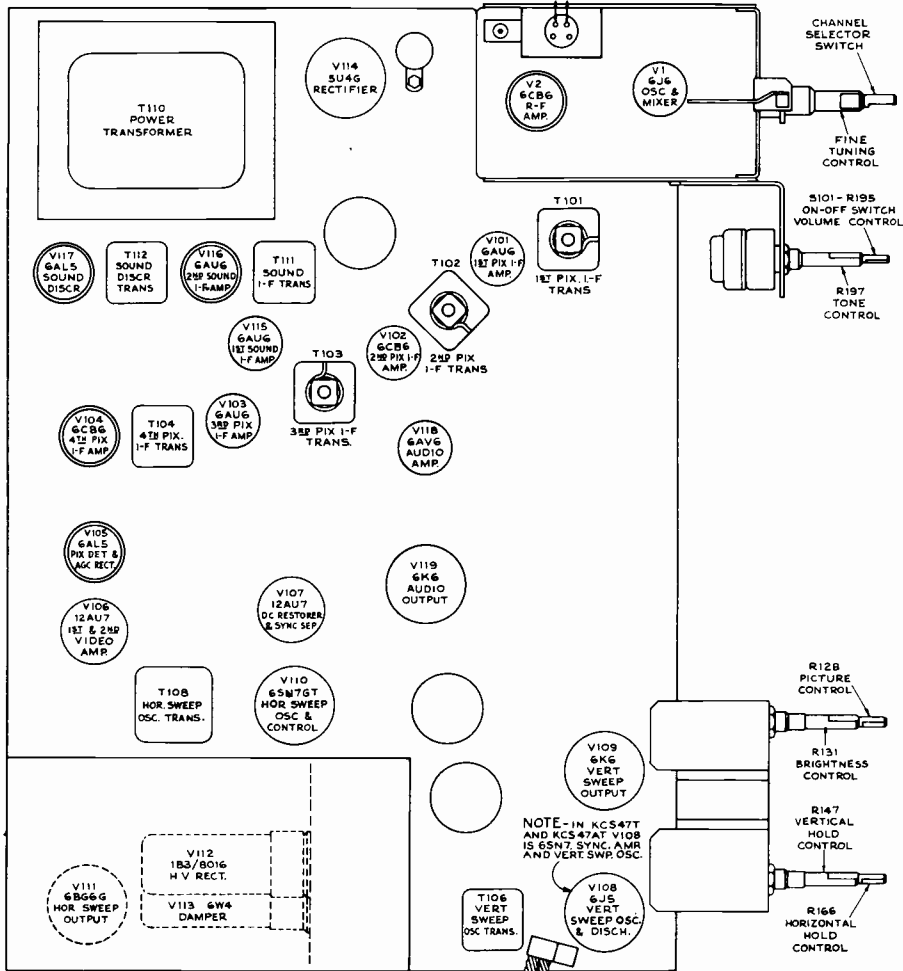 CHANNEL
SELECTOR
SWITCH
V114
5U4G
RECTIFIER
V2
6CB6
R-F
AMP.
V1
6J6
OSC &
MIXER
T110
POWER
TRANSFORMER
FINE
TUNING
CONTROL
S101-R195
ON-OFF SWITCH
VOLUME CONTROL
T101
1ST PIX. I-F
TRANS
V117
6AL5
SOUND
DISCR
T112
SOUND
DISCR
TRANS
V116
6AU6
2ND SOUND
I-F AMP.
T111
SOUND
I-F TRANS
V101
6AU6
1ST PIX I-F
AMP.
T102
2ND PIX
I-F TRANS
R197
TONE
CONTROL
V115
6AU6
1ST SOUND
I-F AMP.
T103
3RD PIX I-F
TRANS.
V102
6CB6
2ND PIX I-F
AMP.
V104
6CB6
4TH PIX
I-F AMP
T104
4TH PIX.
I-F TRANS
V103
6AU6
3RD PIX
I-F AMP.
V118
6AV6
AUDIO
AMP.
V105
6AL5
PIX DET &
AGC RECT.
V119
6K6
AUDIO
OUTPUT
V106
12AU7
1ST & 2ND
VIDEO
AMP.
V107
12AU7
DC RESTORER
& SYNC SEP.
T108
HOR. SWEEP
OSC. TRANS.
V110
6SN7GT
HOR SWEEP
OSC &
CONTROL
R128
PICTURE
CONTROL
V109
6K6
VERT
SWEEP
OUTPUT
R131
BRIGHTNESS
CONTROL
NOTE-IN KCS47T
AND KCS47AT V108
IS 6SN7. SYNC. AMP.
AND VERT. SWP. OSC.
R147
VERTICAL
HOLD
CONTROL
V112
1B3/8016
H V RECT.
V111
6BG6G
HOR SWEEP
OUTPUT
V113 6W4
DAMPER
T106
VERT
SWEEP
OSC TRANS.
V108
6J5
VERT
SWEEP OSC.
& DISCH.
R166
HORIZONTAL
HOLD
CONTROL